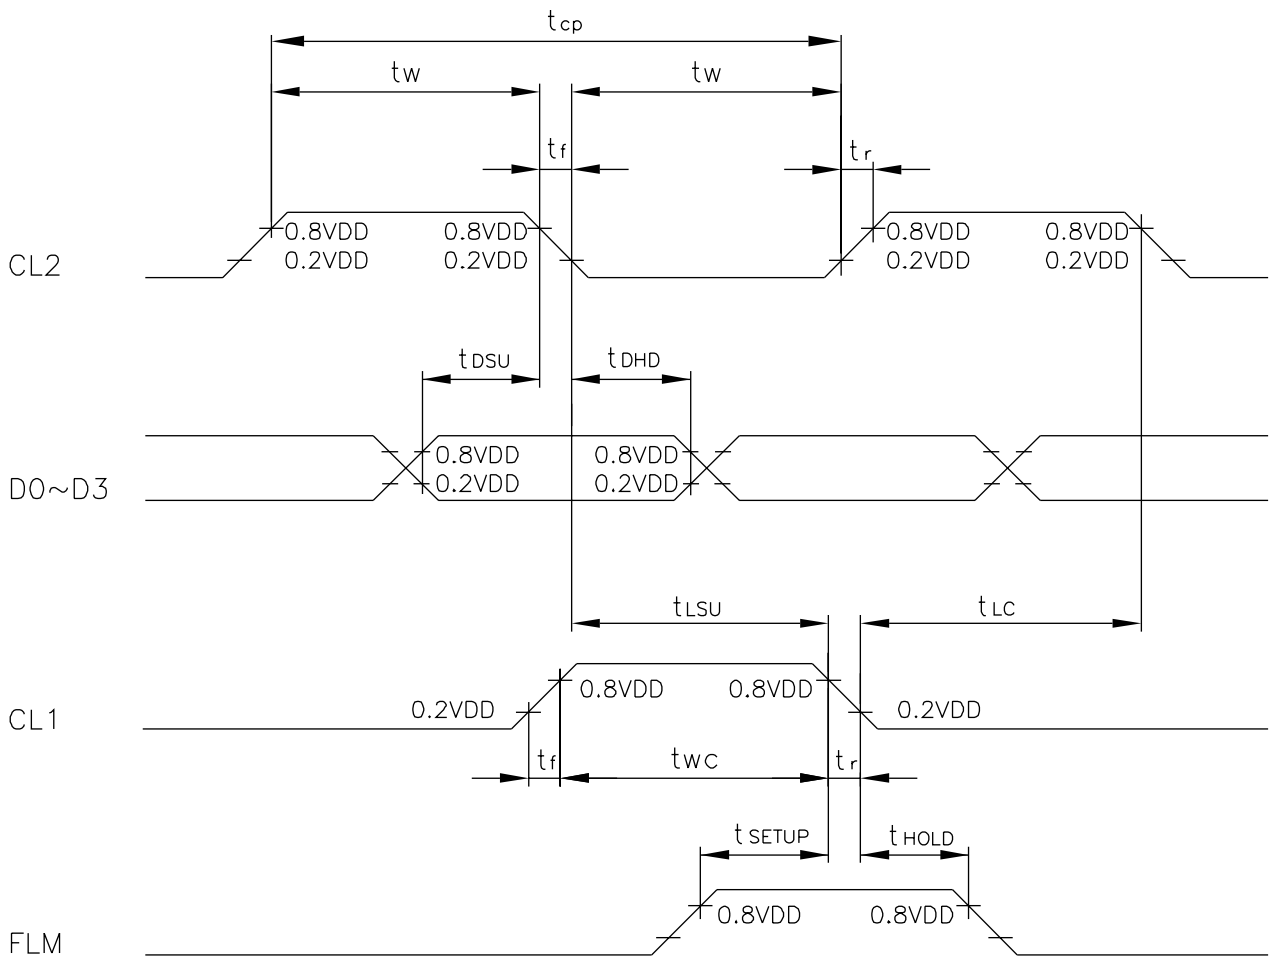 tcp
tw tw
tf tr
0.8VDD 0.8VDD 0.8VDD 0.8VDD
CL2 0.2VDD 0.2VDD 0.2VDD 0.2VDD
tDSU tDHD
0.8VDD 0.8VDD
D0~D3 0.2VDD 0.2VDD
tLSU tLC
0.8VDD 0.8VDD
CL1 0.2VDD 0.2VDD
tf twc tr
tSETUP tHOLD
0.8VDD 0.8VDD
FLM